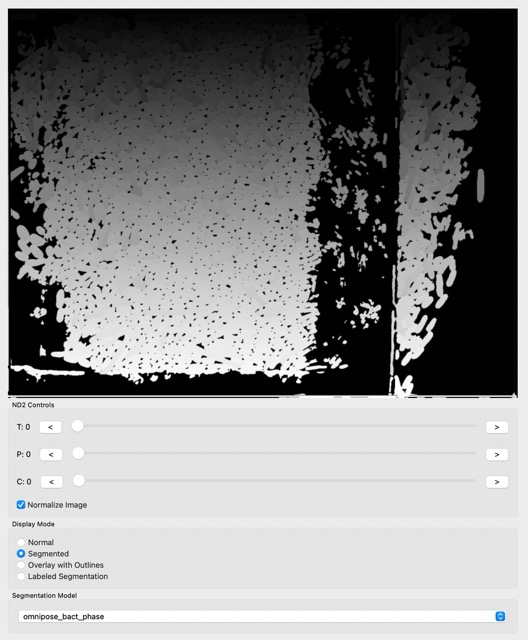 ND2 Controls
T: 0 < >
P: 0 < >
C: 0 < >
Normalize Image
Display Mode
Normal
Segmented
Overlay with Outlines
Labeled Segmentation
Segmentation Model
omnipose_bact_phase